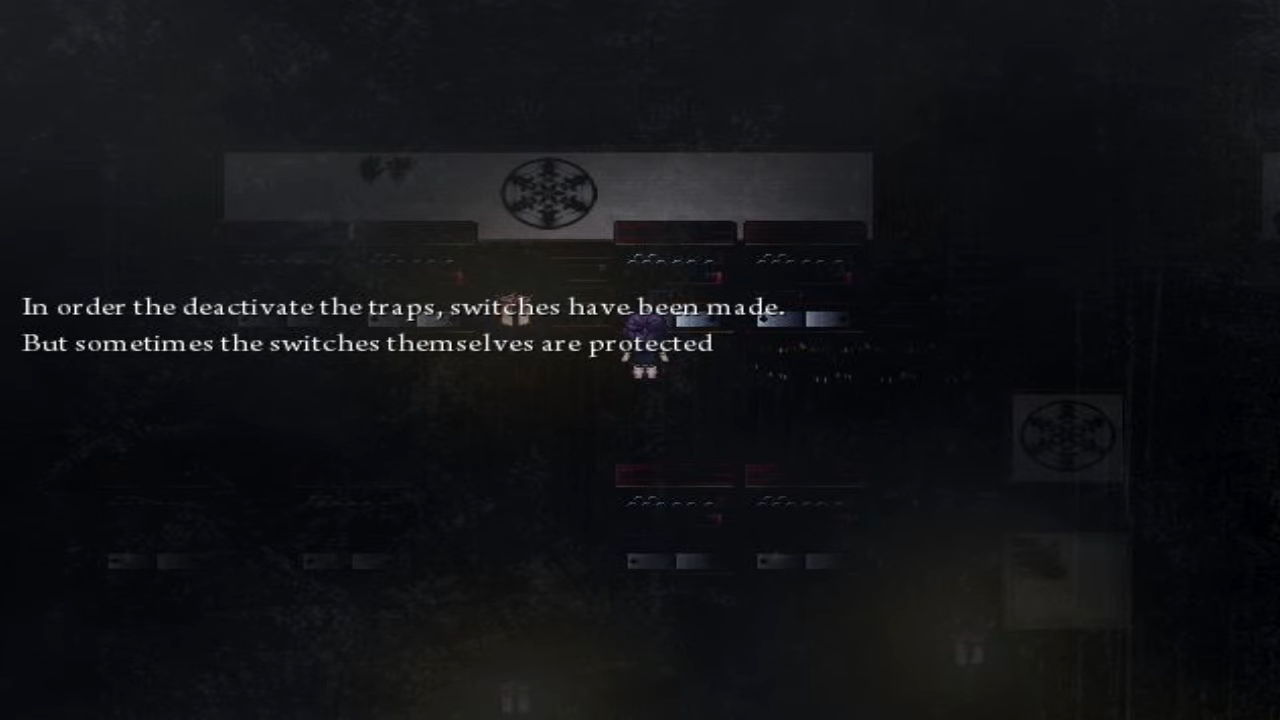 In order the deactivate the traps, switches have been made.
But sometimes the switches themselves are protected